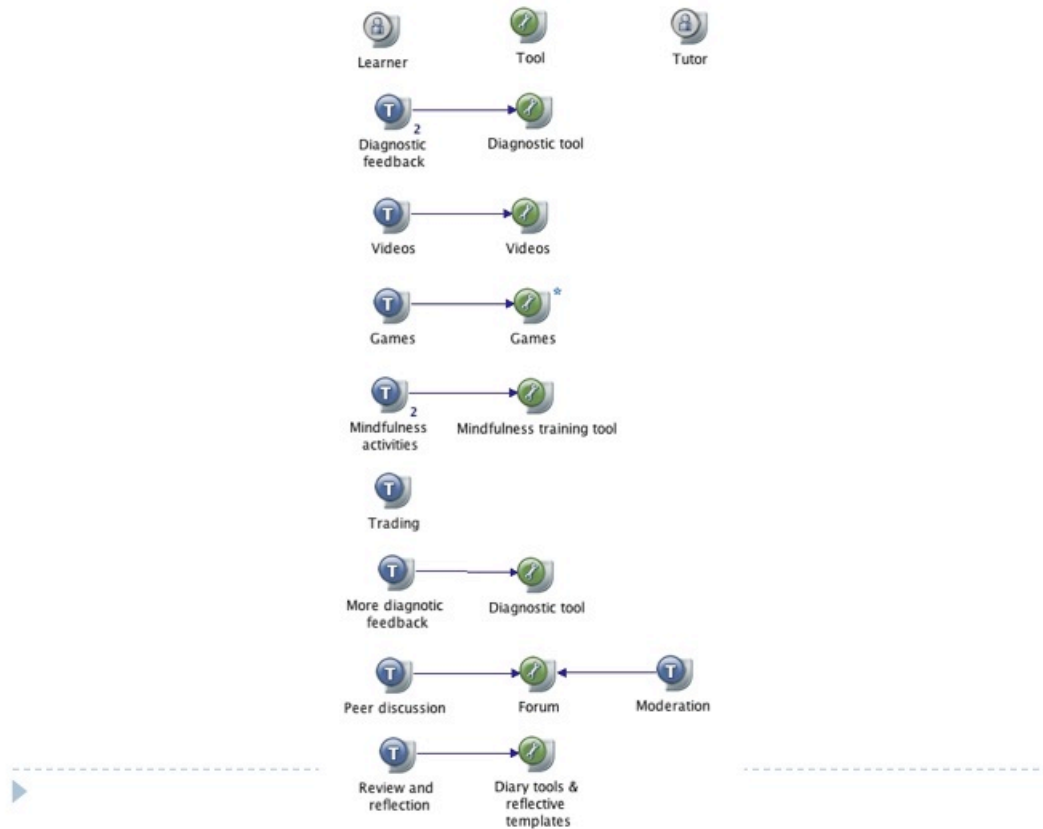 Learner
Tool
Tutor
T
2
Diagnostic
feedback
Diagnostic tool
T
Videos
Videos
T
*
Games
Games
T
2
Mindfulness
activities
Mindfulness training tool
T
Trading
T
More diagnotic
feedback
Diagnostic tool
T
T
Peer discussion
Forum
Moderation
T
Review and
reflection
Diary tools &
reflective
templates